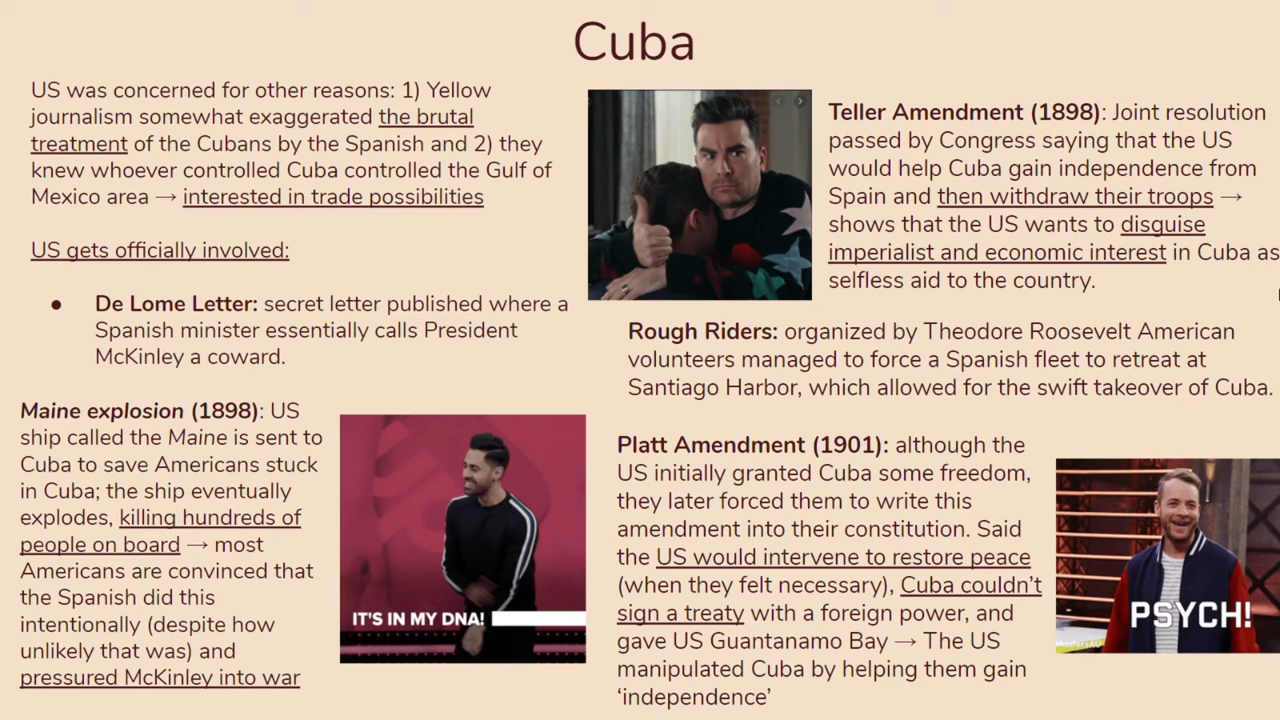 Cuba
US was concerned for other reasons: 1) Yellow
journalism somewhat exaggerated the brutal
treatment of the Cubans by the Spanish and 2) they
knew whoever controlled Cuba controlled the Gulf of
Mexico area → interested in trade possibilities
US gets officially involved:
● De Lome Letter: secret letter published where a
Spanish minister essentially calls President
McKinley a coward.
Maine explosion (1898): US
ship called the Maine is sent to
Cuba to save Americans stuck
in Cuba; the ship eventually
explodes, killing hundreds of
people on board → most
Americans are convinced that
the Spanish did this
intentionally (despite how
unlikely that was) and
pressured McKinley into war
IT'S IN MY DNA!
Teller Amendment (1898): Joint resolution
passed by Congress saying that the US
would help Cuba gain independence from
Spain and then withdraw their troops →
shows that the US wants to disguise
imperialist and economic interest in Cuba as
selfless aid to the country.
Rough Riders: organized by Theodore Roosevelt American
volunteers managed to force a Spanish fleet to retreat at
Santiago Harbor, which allowed for the swift takeover of Cuba.
Platt Amendment (1901): although the
US initially granted Cuba some freedom,
they later forced them to write this
amendment into their constitution. Said
the US would intervene to restore peace
(when they felt necessary), Cuba couldn't
sign a treaty with a foreign power, and
gave US Guantanamo Bay → The US
manipulated Cuba by helping them gain
‘independence’
PSYCH!